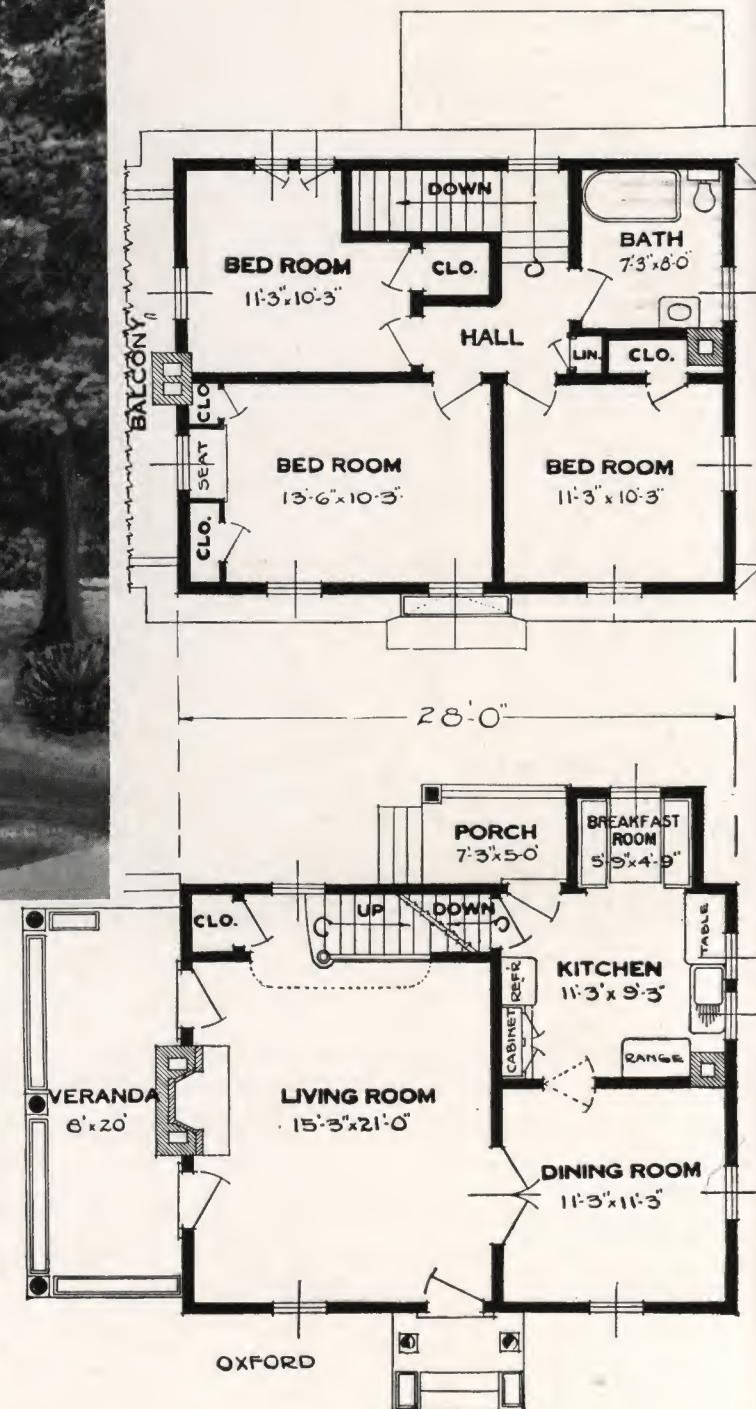 DOWN
BATH
7'-3"x8'-0"
BED ROOM
11'-3"x10'-3"
CLO.
HALL
LIN.
CLO.
BALCONY
CLO.
SEAT
CLO.
BED ROOM
13'-6"x10'-3"
BED ROOM
11'-3"x10'-3"
28'-0"
PORCH
7'-3"x5'-0"
BREAKFAST
ROOM
5'-9"x4'-9"
CLO.
UP
DOWN
TABLE
KITCHEN
11'-3"x9'-3"
REFR.
CABINET
RANGE
VERANDA
8'x20'
LIVING ROOM
15'-3"x21'-0"
DINING ROOM
11'-3"x11'-3"
OXFORD